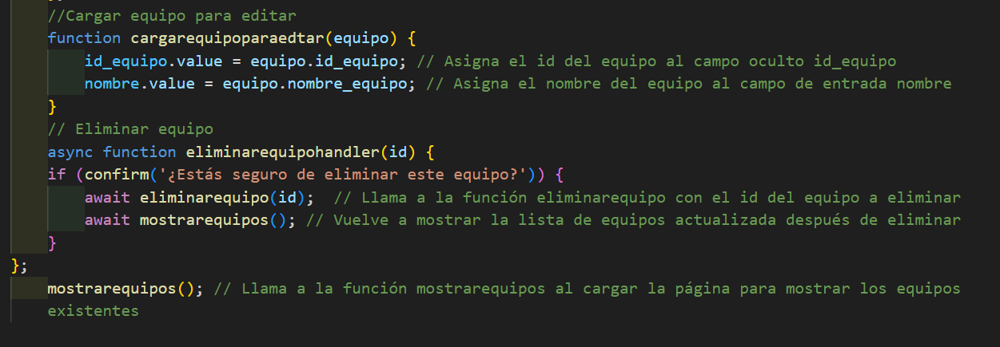 //Cargar equipo para editar
function cargarequipoparaedtar(equipo) {
id_equipo.value = equipo.id_equipo; // Asigna el id del equipo al campo oculto id_equipo
nombre.value = equipo.nombre_equipo; // Asigna el nombre del equipo al campo de entrada nombre
}
// Eliminar equipo
async function eliminarequipohandler(id) {
if (confirm('¿Estás seguro de eliminar este equipo?')) {
await eliminarequipo(id);  // Llama a la función eliminarequipo con el id del equipo a eliminar
await mostrarequipos(); // Vuelve a mostrar la lista de equipos actualizada después de eliminar
}
};
mostrarequipos(); // Llama a la función mostrarequipos al cargar la página para mostrar los equipos
existentes